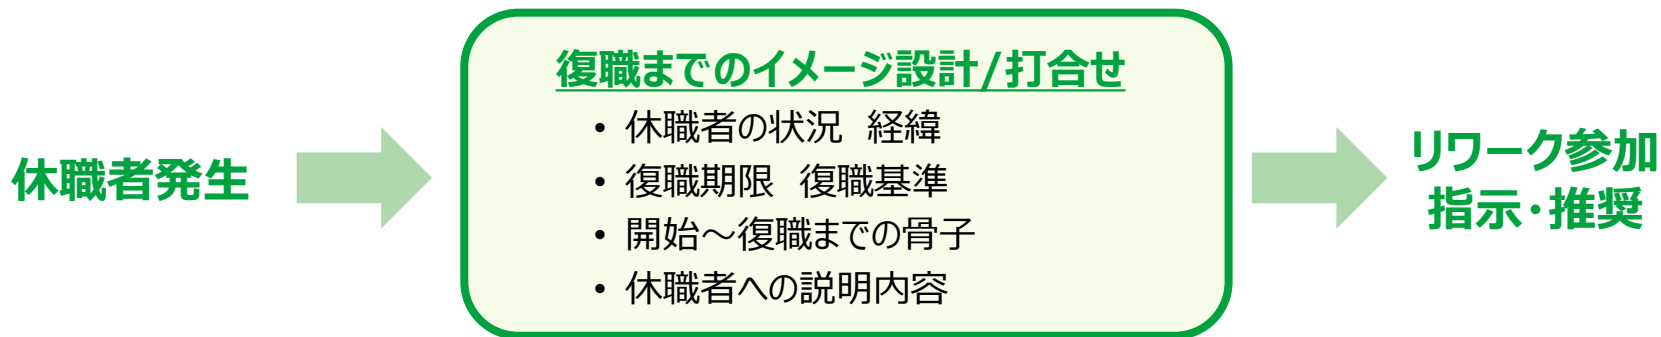 休職者発生
復職までのイメージ設計/打合せ
• 休職者の状況　経緯
• 復職期限　復職基準
• 開始～復職までの骨子
• 休職者への説明内容
リワーク参加
指示・推奨